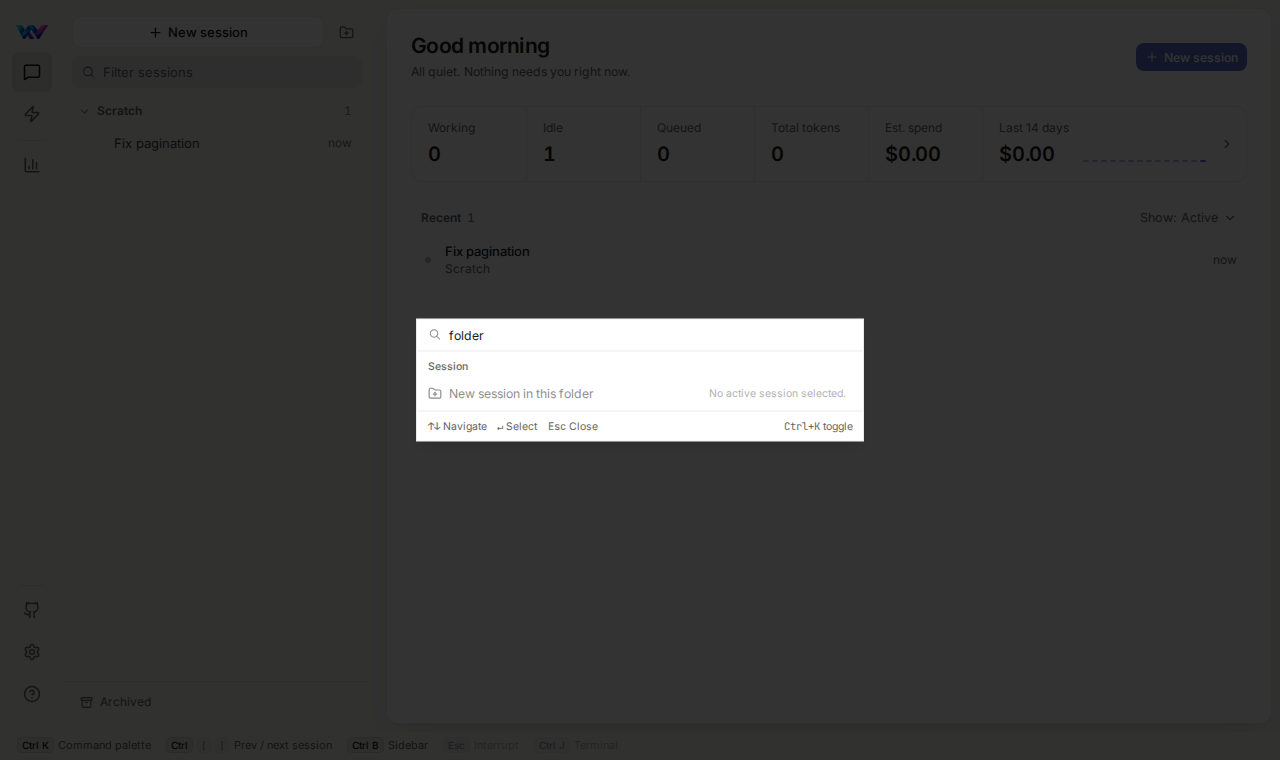 New session
Filter sessions
Scratch 1
Fix pagination now
Archived
Good morning
All quiet. Nothing needs you right now.
New session
Working Idle Queued Total tokens Est. spend Last 14 days
0 1 0 0 $0.00 $0.00
Recent 1 Show: Active
Fix pagination
Scratch
now
folder
Session
New session in this folder No active session selected.
↑↓ Navigate ↵ Select Esc Close Ctrl+K toggle
Ctrl K Command palette Ctrl [ ] Prev / next session Ctrl B Sidebar Esc Interrupt Ctrl J Terminal